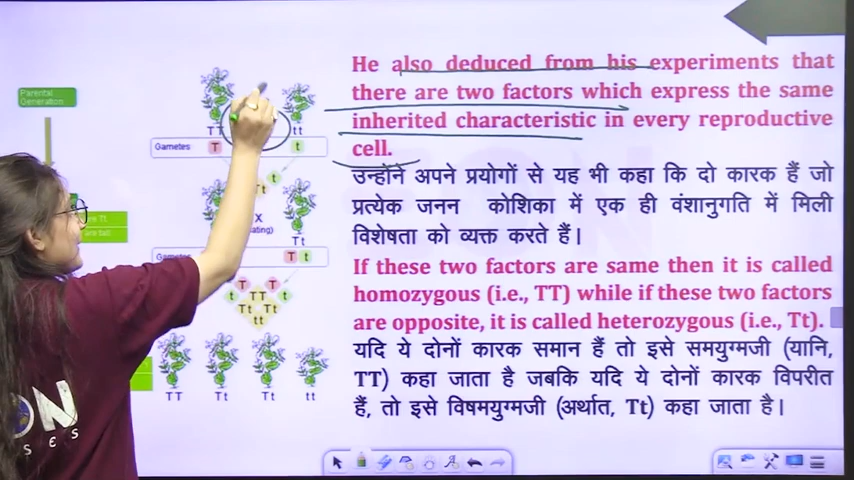 Parental
Generation
TT
tt
Gametes
T
t
Tt
X
Tt
T t
T T
t TT t
Tt Tt
tt
TT Tt Tt tt
He also deduced from his experiments that
there are two factors which express the same
inherited characteristic in every reproductive
cell.
उन्होंने अपने प्रयोगों से यह भी कहा कि दो कारक हैं जो
प्रत्येक जनन कोशिका में एक ही वंशानुगति में मिली
विशेषता को व्यक्त करते हैं।
If these two factors are same then it is called
homozygous (i.e., TT) while if these two factors
are opposite, it is called heterozygous (i.e., Tt).
यदि ये दोनों कारक समान हैं तो इसे समयुग्मजी (यानि,
TT) कहा जाता है जबकि यदि ये दोनों कारक विपरीत
हैं, तो इसे विषमयुग्मजी (अर्थात, Tt) कहा जाता है।